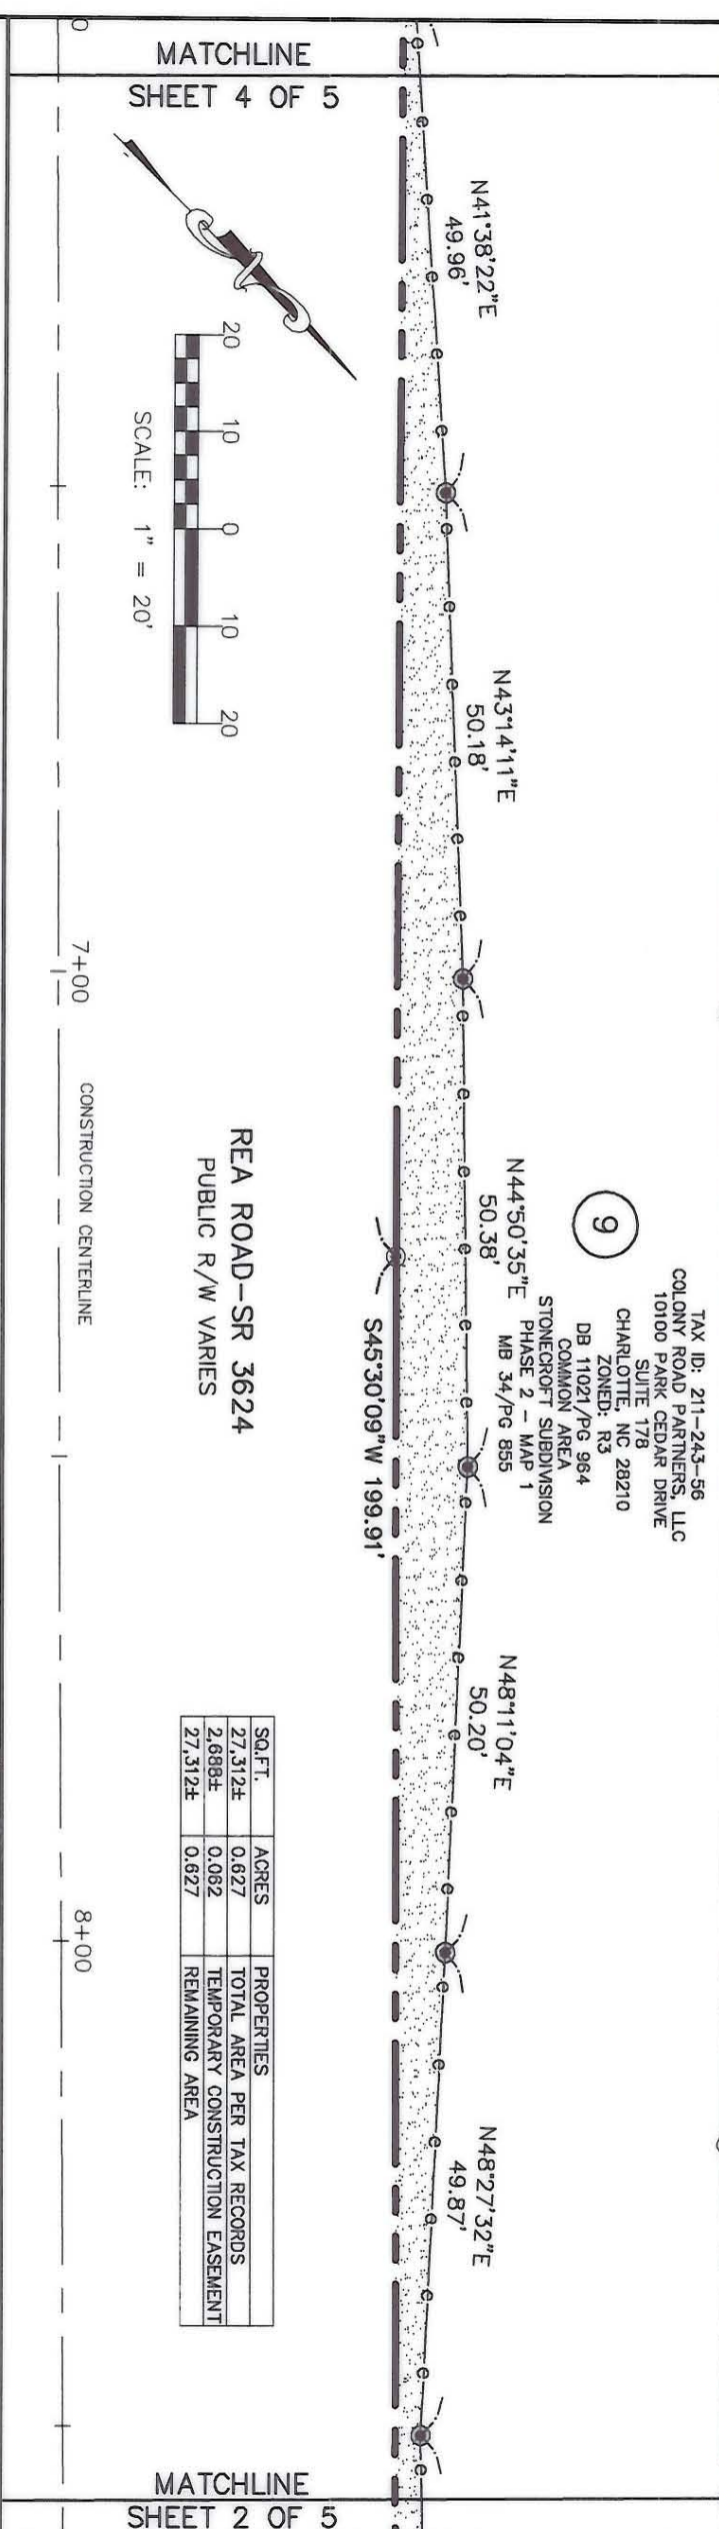 MATCHLINE
SHEET 4 OF 5
N41°38'22"E
49.96'
20 10 0 10 20
SCALE: 1" = 20'
N43°14'11"E
50.18'
7+00
CONSTRUCTION CENTERLINE
REA ROAD-SR 3624
PUBLIC R/W VARIES
N44°50'35"E
50.38'
9
TAX ID: 211-243-56
COLONY ROAD PARTNERS, LLC
10100 PARK CEDAR DRIVE
SUITE 178
CHARLOTTE, NC 28210
ZONED: R3
DB 11021/PG 964
COMMON AREA
STONECROFT SUBDIVISION
PHASE 2 - MAP 1
MB 34/PG 855
S45°30'09"W 199.91'
N48°11'04"E
50.20'
SQ.FT. ACRES PROPERTIES
27,312± 0.627 TOTAL AREA PER TAX RECORDS
2,688± 0.062 TEMPORARY CONSTRUCTION EASEMENT
27,312± 0.627 REMAINING AREA
8+00
N48°27'32"E
49.87'
MATCHLINE
SHEET 2 OF 5